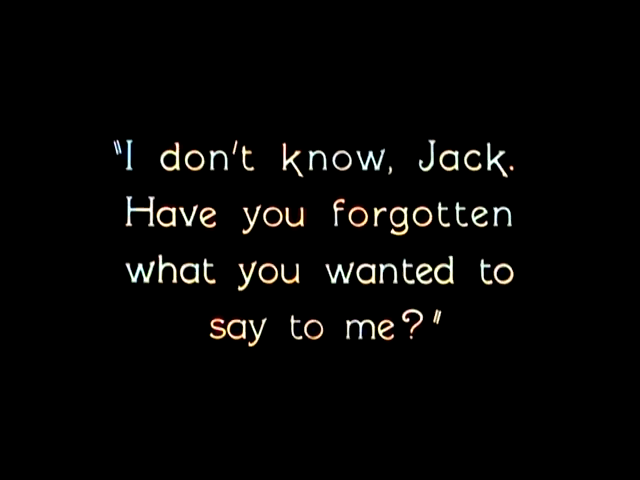 "I don't know, Jack.
Have you forgotten
what you wanted to
say to me?"